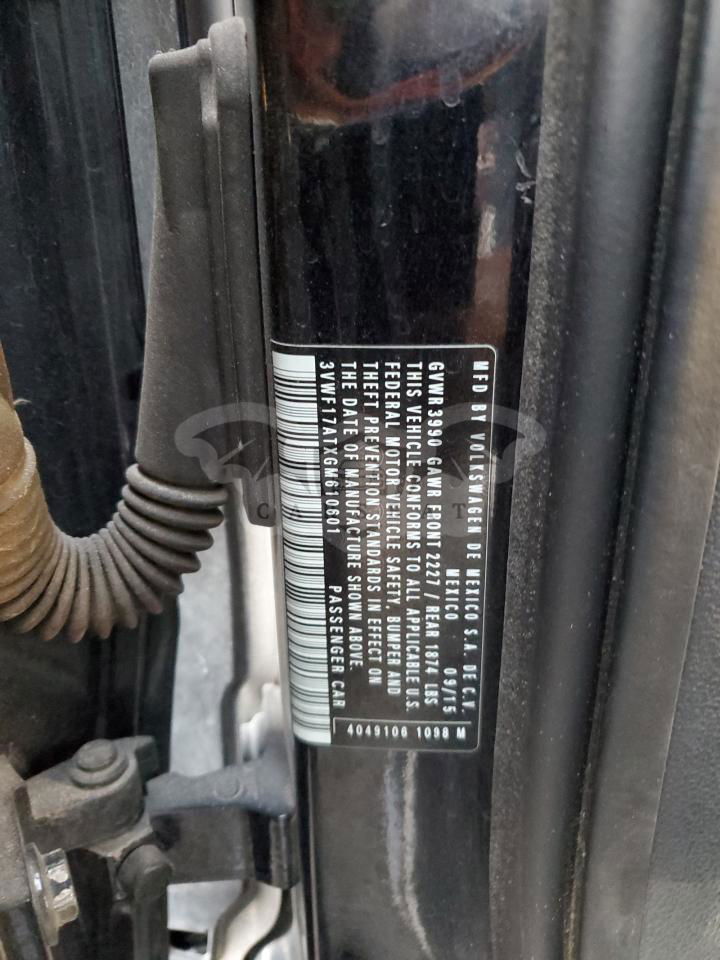 MFD BY VOLKSWAGEN DE MEXICO S.A. DE C.V.
MEXICO 09/15
GVWR 3990 GAWR FRONT 2227 // REAR 1874 LBS
THIS VEHICLE CONFORMS TO ALL APPLICABLE U.S.
FEDERAL MOTOR VEHICLE SAFETY, BUMPER AND
THEFT PREVENTION STANDARDS IN EFFECT ON
THE DATE OF MANUFACTURE SHOWN ABOVE.
3VWF17ATXGM610601 PASSENGER CAR
4049106 1098 M